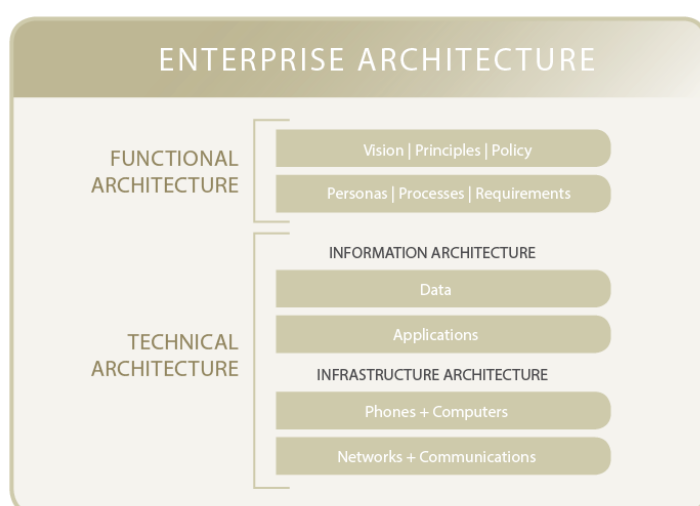 ENTERPRISE ARCHITECTURE
FUNCTIONAL
ARCHITECTURE
Vision | Principles | Policy
Personas | Processes | Requirements
TECHNICAL
ARCHITECTURE
INFORMATION ARCHITECTURE
Data
Applications
INFRASTRUCTURE ARCHITECTURE
Phones + Computers
Networks + Communications